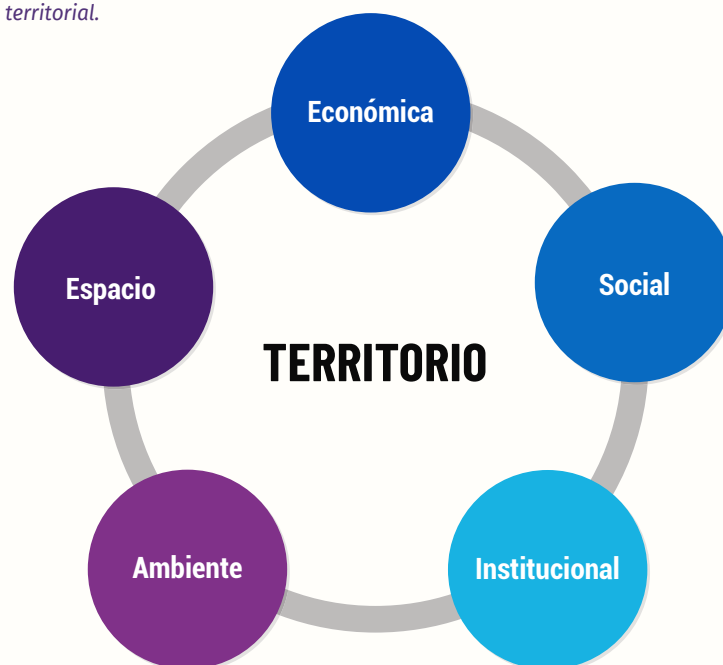 territorial.
Económica
Espacio
Social
TERRITORIO
Ambiente
Institucional